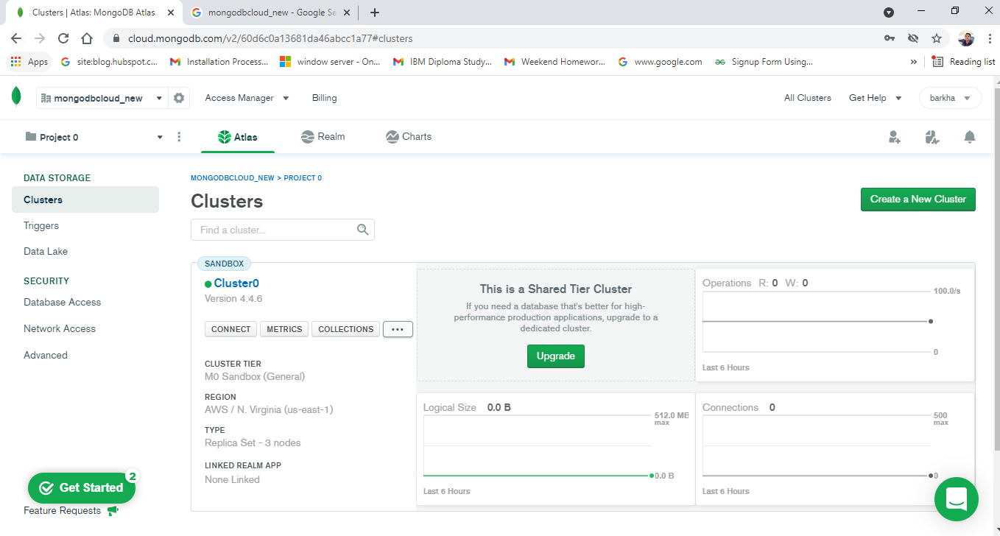 Clusters | Atlas: MongoDB Atlas
mongodbcloud_new - Google Se
cloud.mongodb.com/v2/60d6c0a13681da46abcc1a77#clusters
Apps
site:blog.hubspot.c...
Installation Process...
window server - On...
IBM Diploma Study...
Weekend Homewor...
www.google.com
Signup Form Using...
»
Reading list
mongodbcloud_new
Access Manager
Billing
All Clusters
Get Help
barkha
Project 0
Atlas
Realm
Charts
DATA STORAGE
Clusters
Triggers
Data Lake
SECURITY
Database Access
Network Access
Advanced
Get Started
2
Feature Requests
MONGODBCLOUD_NEW > PROJECT 0
Clusters
Create a New Cluster
Find a cluster...
SANDBOX
Cluster0
Version 4.4.6
CONNECT
METRICS
COLLECTIONS
...
CLUSTER TIER
M0 Sandbox (General)
REGION
AWS / N. Virginia (us-east-1)
TYPE
Replica Set - 3 nodes
LINKED REALM APP
None Linked
This is a Shared Tier Cluster
If you need a database that's better for high-
performance production applications, upgrade to a
dedicated cluster.
Upgrade
Operations R: 0 W: 0
100.0/s
0
Last 6 Hours
Logical Size 0.0 B
512.0 MB
max
0.0 B
Last 6 Hours
Connections 0
500
max
0
Last 6 Hours